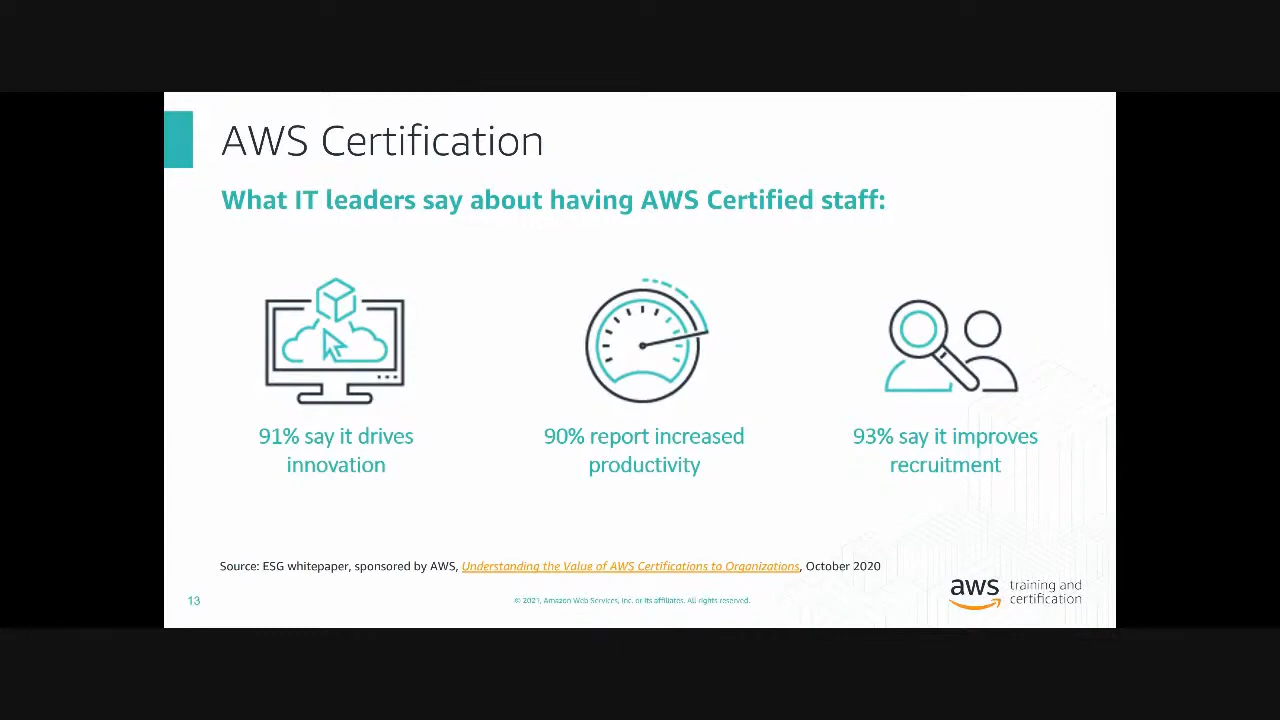 AWS Certification
What IT leaders say about having AWS Certified staff:
91% say it drives
innovation
90% report increased
productivity
93% say it improves
recruitment
Source: ESG whitepaper, sponsored by AWS, Understanding the Value of AWS Certifications to Organizations, October 2020
13
© 2021, Amazon Web Services, Inc. or its affiliates. All rights reserved.
aws
training and
certification